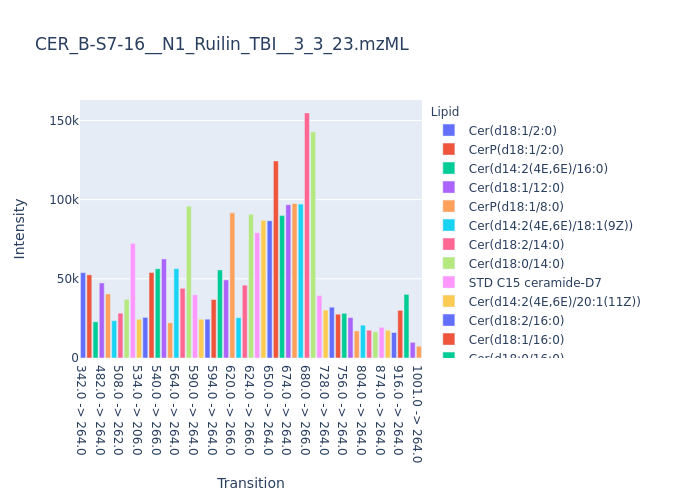 CER_B-S7-16__N1_Ruilin_TBI__3_3_23.mzML
Intensity
150k
100k
50k
0
342.0 -> 264.0
482.0 -> 264.0
508.0 -> 262.0
534.0 -> 206.0
540.0 -> 266.0
564.0 -> 264.0
590.0 -> 264.0
594.0 -> 264.0
620.0 -> 266.0
624.0 -> 266.0
650.0 -> 264.0
674.0 -> 264.0
680.0 -> 266.0
728.0 -> 264.0
756.0 -> 264.0
804.0 -> 264.0
874.0 -> 264.0
916.0 -> 264.0
1001.0 -> 264.0
Transition
Lipid
Cer(d18:1/2:0)
CerP(d18:1/2:0)
Cer(d14:2(4E,6E)/16:0)
Cer(d18:1/12:0)
CerP(d18:1/8:0)
Cer(d14:2(4E,6E)/18:1(9Z))
Cer(d18:2/14:0)
Cer(d18:0/14:0)
STD C15 ceramide-D7
Cer(d14:2(4E,6E)/20:1(11Z))
Cer(d18:2/16:0)
Cer(d18:1/16:0)
Cer(d18:0/16:0)